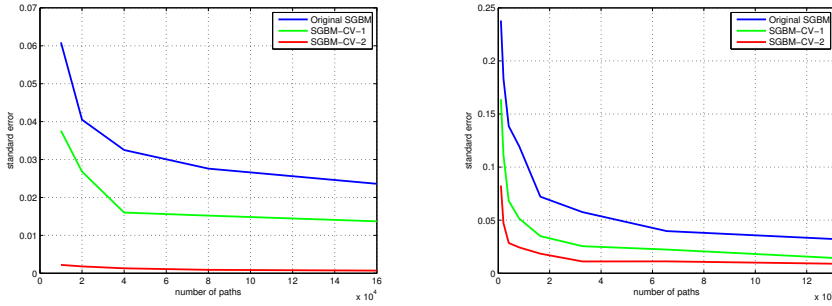 0.07
0.06
0.05
0.04
0.03
0.02
0.01
0
0 2 4 6 8 10 12 14 16
x 10^4
number of paths
standard error
Original SGBM
SGBM−CV−1
SGBM−CV−2
0.25
0.2
0.15
0.1
0.05
0
0 2 4 6 8 10 12
number of paths
standard error
Original SGBM
SGBM−CV−1
SGBM−CV−2